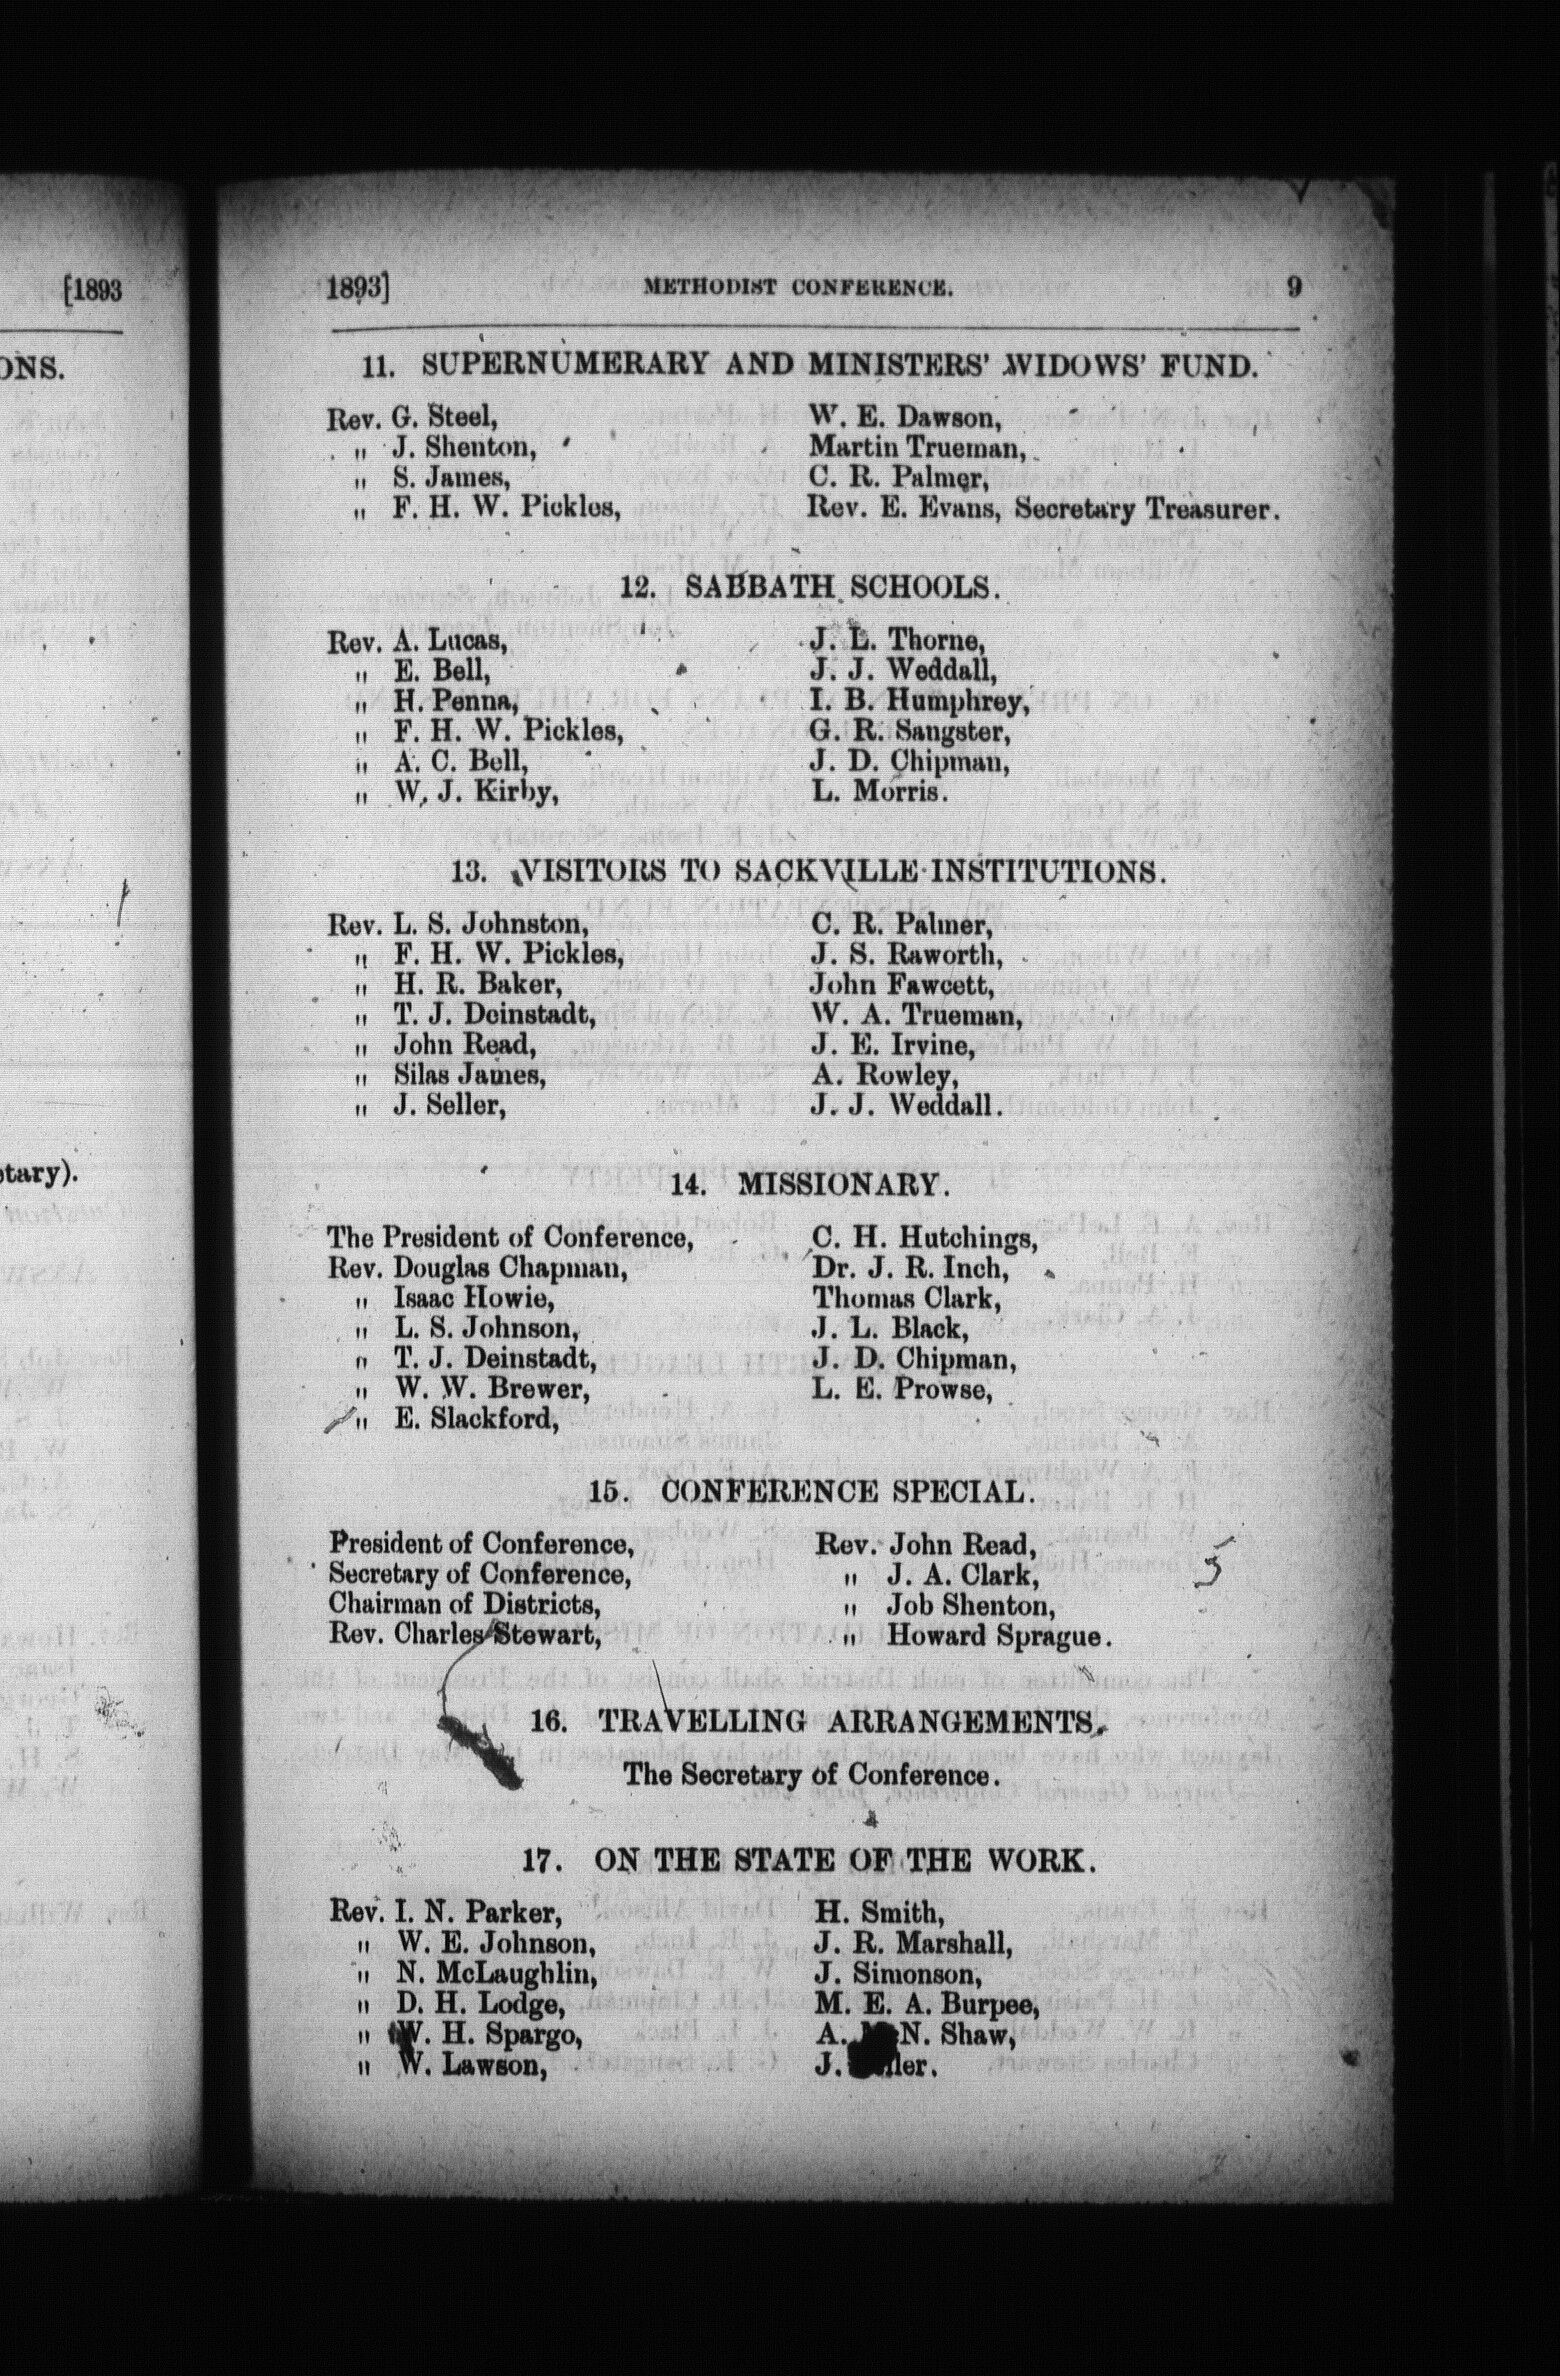 [1893
ONS.
etary).
1893] METHODIST CONFERENCE. 9
11. SUPERNUMERARY AND MINISTERS' WIDOWS' FUND.
Rev. G. Steel, W. E. Dawson,
" J. Shenton, Martin Trueman,
" S. James, C. R. Palmer,
" F. H. W. Pickles, Rev. E. Evans, Secretary Treasurer.
12. SABBATH SCHOOLS.
Rev. A. Lucas, J. L. Thorne,
" E. Bell, J. J. Weddall,
" H. Penna, I. B. Humphrey,
" F. H. W. Pickles, G. R. Sangster,
" A. C. Bell, J. D. Chipman,
" W. J. Kirby, L. Morris.
13. VISITORS TO SACKVILLE INSTITUTIONS.
Rev. L. S. Johnston, C. R. Palmer,
" F. H. W. Pickles, J. S. Raworth,
" H. R. Baker, John Fawcett,
" T. J. Deinstadt, W. A. Trueman,
" John Read, J. E. Irvine,
" Silas James, A. Rowley,
" J. Seller, J. J. Weddall.
14. MISSIONARY.
The President of Conference, C. H. Hutchings,
Rev. Douglas Chapman, Dr. J. R. Inch,
" Isaac Howie, Thomas Clark,
" L. S. Johnson, J. L. Black,
" T. J. Deinstadt, J. D. Chipman,
" W. W. Brewer, L. E. Prowse,
" E. Slackford,
15. CONFERENCE SPECIAL.
President of Conference, Rev. John Read,
Secretary of Conference, " J. A. Clark,
Chairman of Districts, " Job Shenton,
Rev. Charles Stewart, " Howard Sprague.
16. TRAVELLING ARRANGEMENTS.
The Secretary of Conference.
17. ON THE STATE OF THE WORK.
Rev. I. N. Parker, H. Smith,
" W. E. Johnson, J. R. Marshall,
" N. McLaughlin, J. Simonson,
" D. H. Lodge, M. E. A. Burpee,
" W. H. Spargo, A. N. Shaw,
" W. Lawson, J.